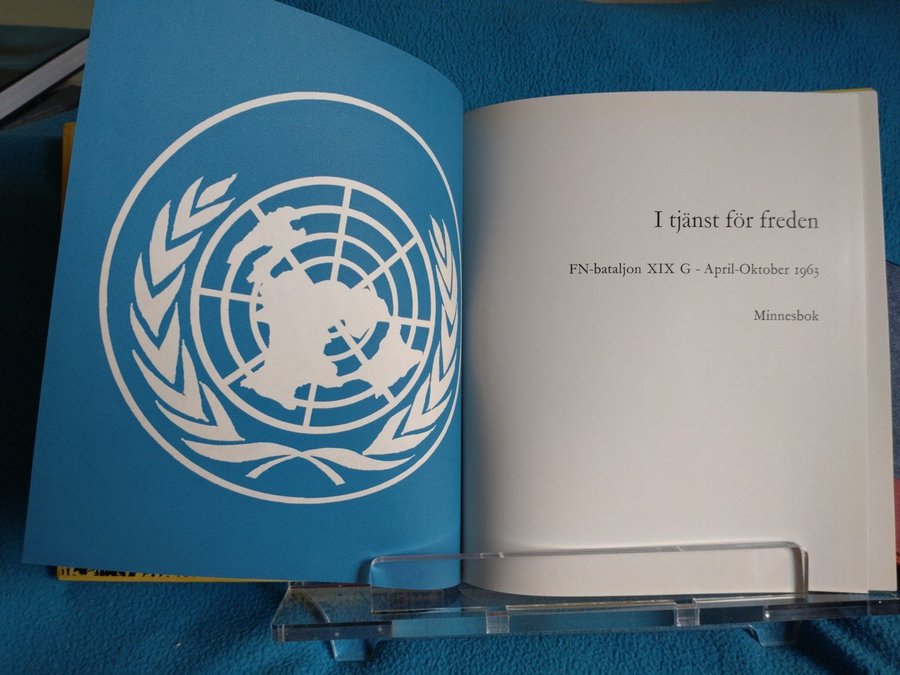 I tjänst för freden
FN-bataljon XIX G - April-Oktober 1963
Minnesbok